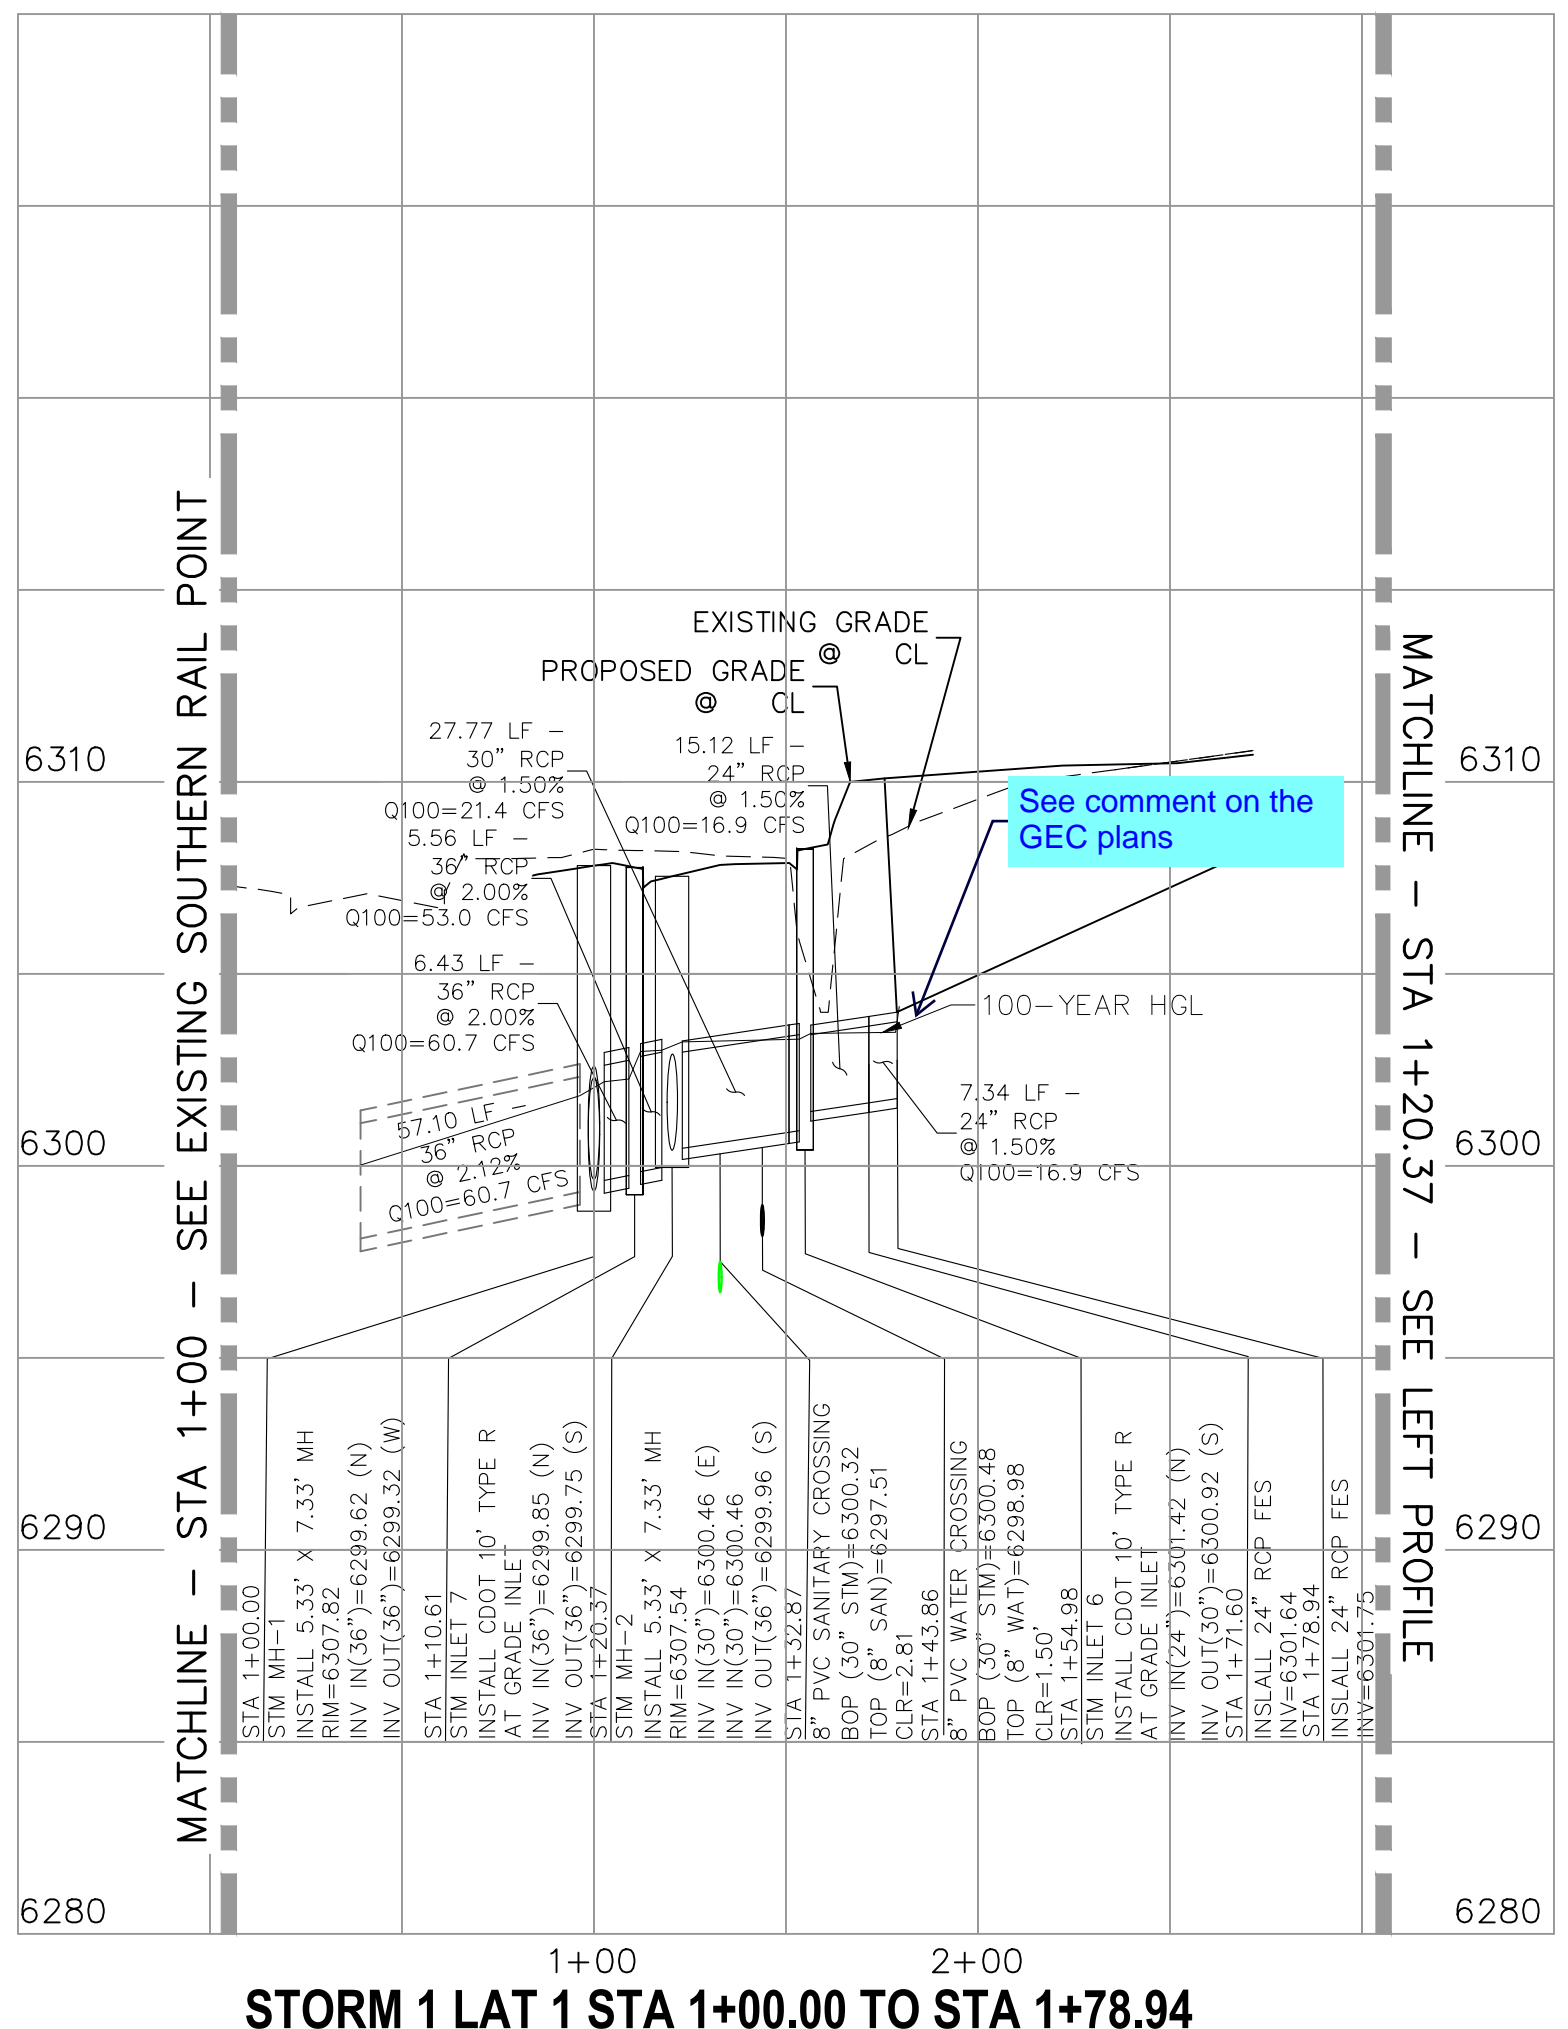 MATCHLINE - STA 1+00 - SEE EXISTING SOUTHERN RAIL POINT
MATCHLINE - STA 1+20.37 - SEE LEFT PROFILE
EXISTING GRADE
@ CL
PROPOSED GRADE
@ CL
27.77 LF -
30" RCP
@ 1.50%
Q100=21.4 CFS
15.12 LF -
24" RCP
@ 1.50%
Q100=16.9 CFS
6310
6310
See comment on the
GEC plans
5.56 LF -
36" RCP
@ 2.00%
Q100=53.0 CFS
6.43 LF -
36" RCP
@ 2.00%
Q100=60.7 CFS
100-YEAR HGL
57.10 LF -
36" RCP
@ 2.12%
Q100=60.7 CFS
7.34 LF -
24" RCP
@ 1.50%
Q100=16.9 CFS
6300
6300
6290
6290
STA 1+00.00
STM MH-1
INSTALL 5.33' X 7.33' MH
RIM=6307.82
INV IN(36")=6299.62 (N)
INV OUT(36")=6299.32 (W)
STA 1+10.61
STM INLET 7
INSTALL CDOT 10' TYPE R
AT GRADE INLET
INV IN(36")=6299.85 (N)
INV OUT(36")=6299.75 (S)
STA 1+20.37
STM MH-2
INSTALL 5.33' X 7.33' MH
RIM=6307.54
INV IN(30")=6300.46 (E)
INV IN(30")=6300.46
INV OUT(36")=6299.96 (S)
STA 1+32.87
8" PVC SANITARY CROSSING
BOP (30" STM)=6300.32
TOP (8" SAN)=6297.51
CLR=2.81
STA 1+43.86
8" PVC WATER CROSSING
BOP (30" STM)=6300.48
TOP (8" WAT)=6298.98
CLR=1.50'
STA 1+54.98
STM INLET 6
INSTALL CDOT 10' TYPE R
AT GRADE INLET
INV IN(24")=6301.42 (N)
INV OUT(30")=6300.92 (S)
STA 1+71.60
INSLALL 24" RCP FES
INV=6301.64
STA 1+78.94
INSLALL 24" RCP FES
INV=6301.75
6280
6280
1+00
2+00
STORM 1 LAT 1 STA 1+00.00 TO STA 1+78.94